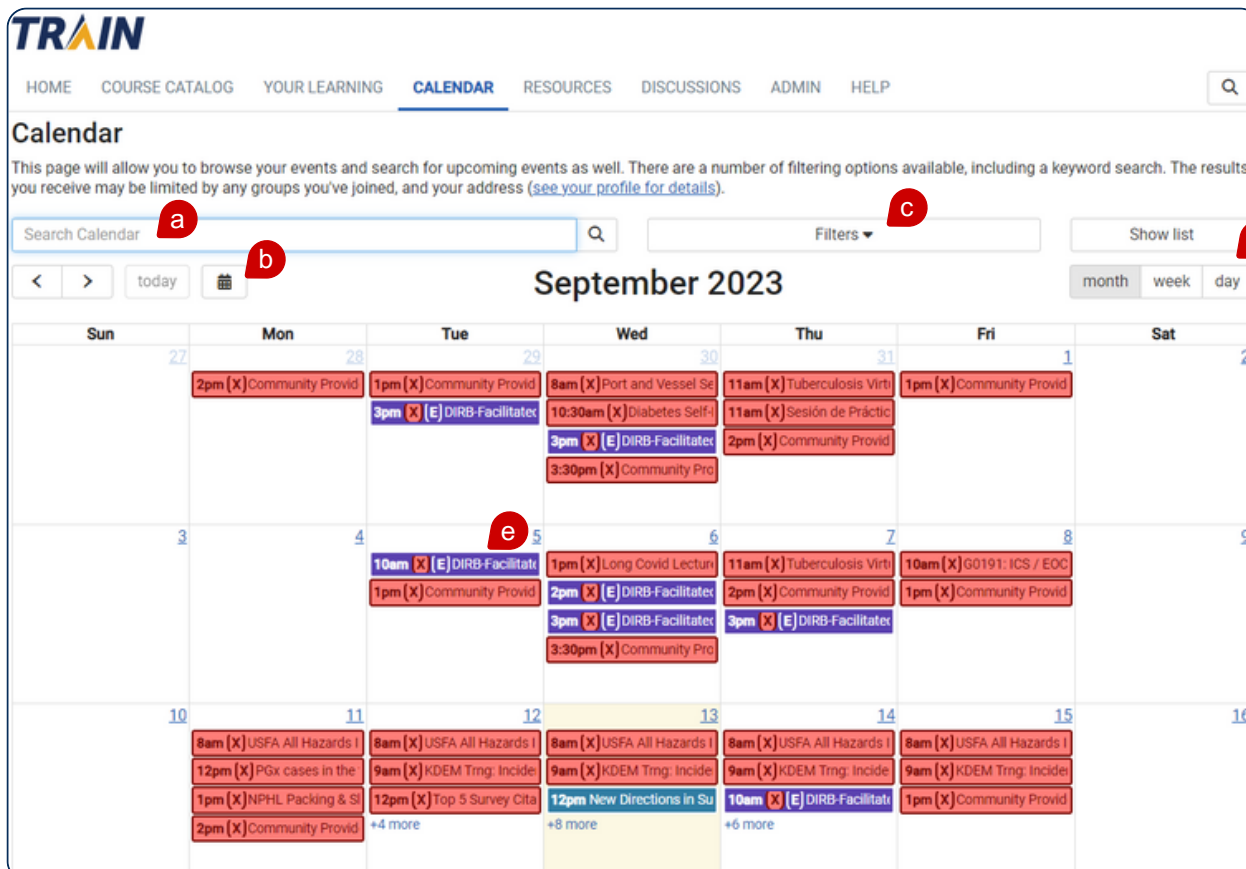 TRAIN
HOME COURSE CATALOG YOUR LEARNING CALENDAR RESOURCES DISCUSSIONS ADMIN HELP
Calendar
This page will allow you to browse your events and search for upcoming events as well. There are a number of filtering options available, including a keyword search. The results
you receive may be limited by any groups you've joined, and your address (see your profile for details).
a
c
Search Calendar Filters Show list
b
< > today September 2023 month week day
Sun Mon Tue Wed Thu Fri Sat
27 28 29 30 31 1 2
2pm [X] Community Provid 1pm [X] Community Provid 8am [X] Port and Vessel Se 11am [X] Tuberculosis Virtu 1pm [X] Community Provid
3pm [X] [E] DIRB-Facilitated 10:30am [X] Diabetes Self- 11am [X] Sesión de Práctic
3pm [X] [E] DIRB-Facilitated 2pm [X] Community Provid
3:30pm [X] Community Pro
e
3 4 5 6 7 8 9
10am [X] [E] DIRB-Facilitate 1pm [X] Long Covid Lecture 11am [X] Tuberculosis Virtu 10am [X] G0191: ICS / EOC
1pm [X] Community Provid 2pm [X] [E] DIRB-Facilitated 2pm [X] Community Provid 1pm [X] Community Provid
3pm [X] [E] DIRB-Facilitated 3pm [X] [E] DIRB-Facilitated
3:30pm [X] Community Pro
10 11 12 13 14 15 16
8am [X] USFA All Hazards I 8am [X] USFA All Hazards I 8am [X] USFA All Hazards I 8am [X] USFA All Hazards I 8am [X] USFA All Hazards I
12pm [X] PGx cases in the 9am [X] KDEM Trng: Incide 9am [X] KDEM Trng: Incide 9am [X] KDEM Trng: Incide 9am [X] KDEM Trng: Incide
1pm [X] NPHL Packing & Sl 12pm [X] Top 5 Survey Cita 12pm New Directions in Su 10am [X] [E] DIRB-Facilitate 1pm [X] Community Provid
2pm [X] Community Provid +4 more +8 more +6 more